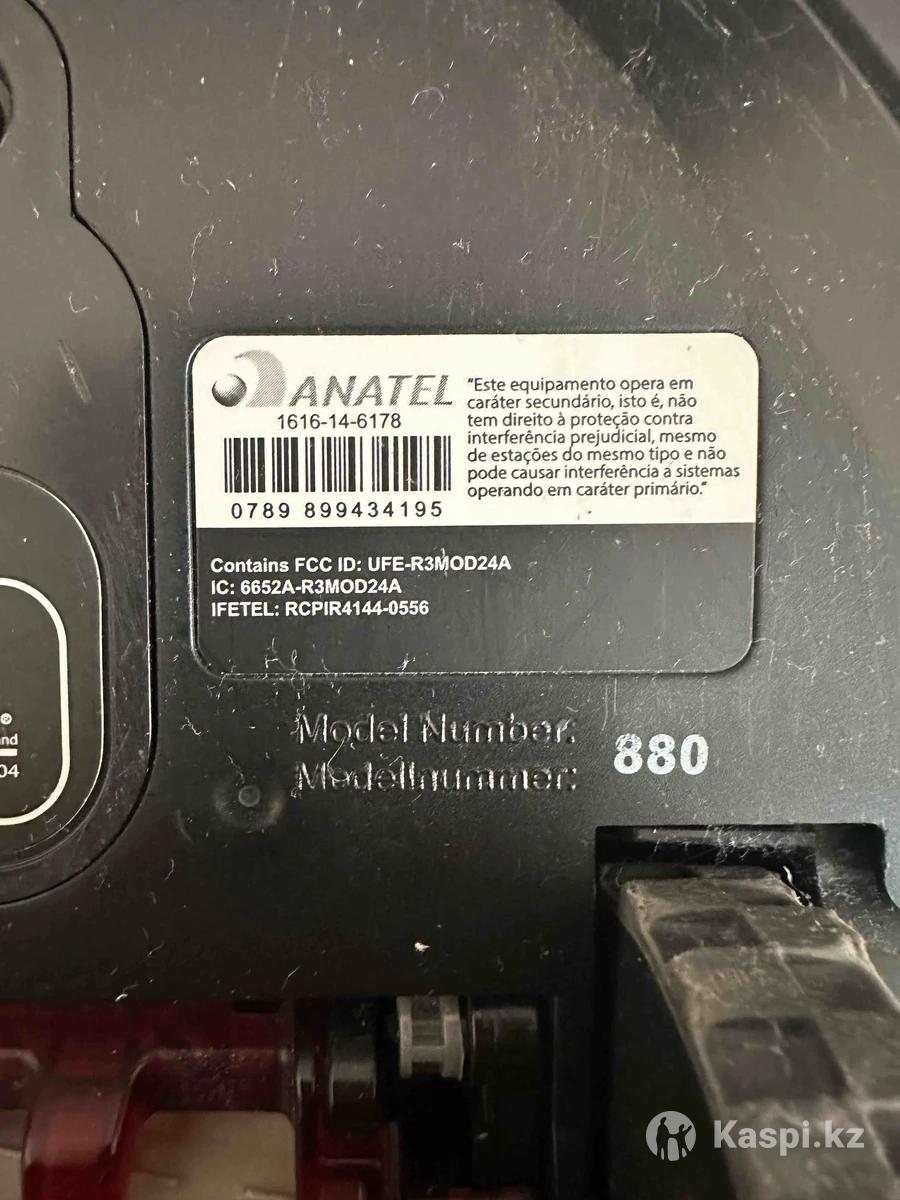 ANATEL
1616-14-6178
0789 899434195
"Este equipamento opera em
caráter secundário, isto é, não
tem direito à proteção contra
interferência prejudicial, mesmo
de estações do mesmo tipo e não
pode causar interferência a sistemas
operando em caráter primário."
Contains FCC ID: UFE-R3MOD24A
IC: 6652A-R3MOD24A
IFETEL: RCPIR4144-0556
®
nd
04
Model Number:
Modellnummer:
880
Kaspi.kz